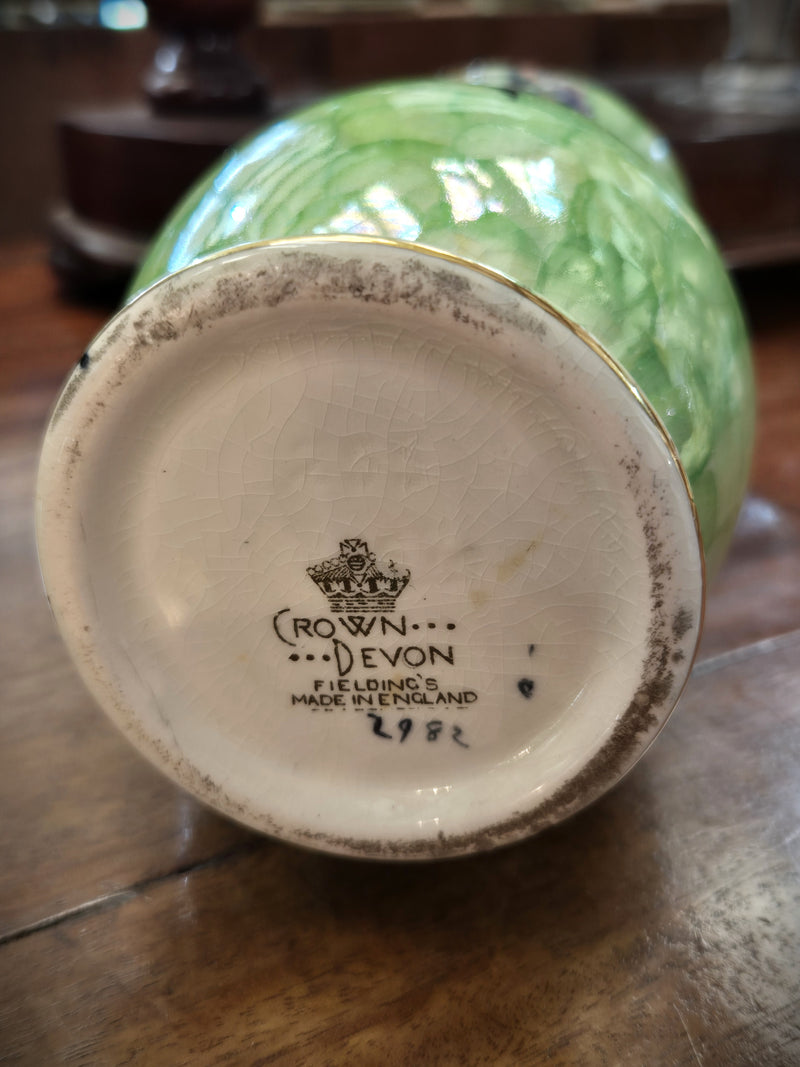 CROWN···
···DEVON
FIELDING'S
MADE IN ENGLAND
2982